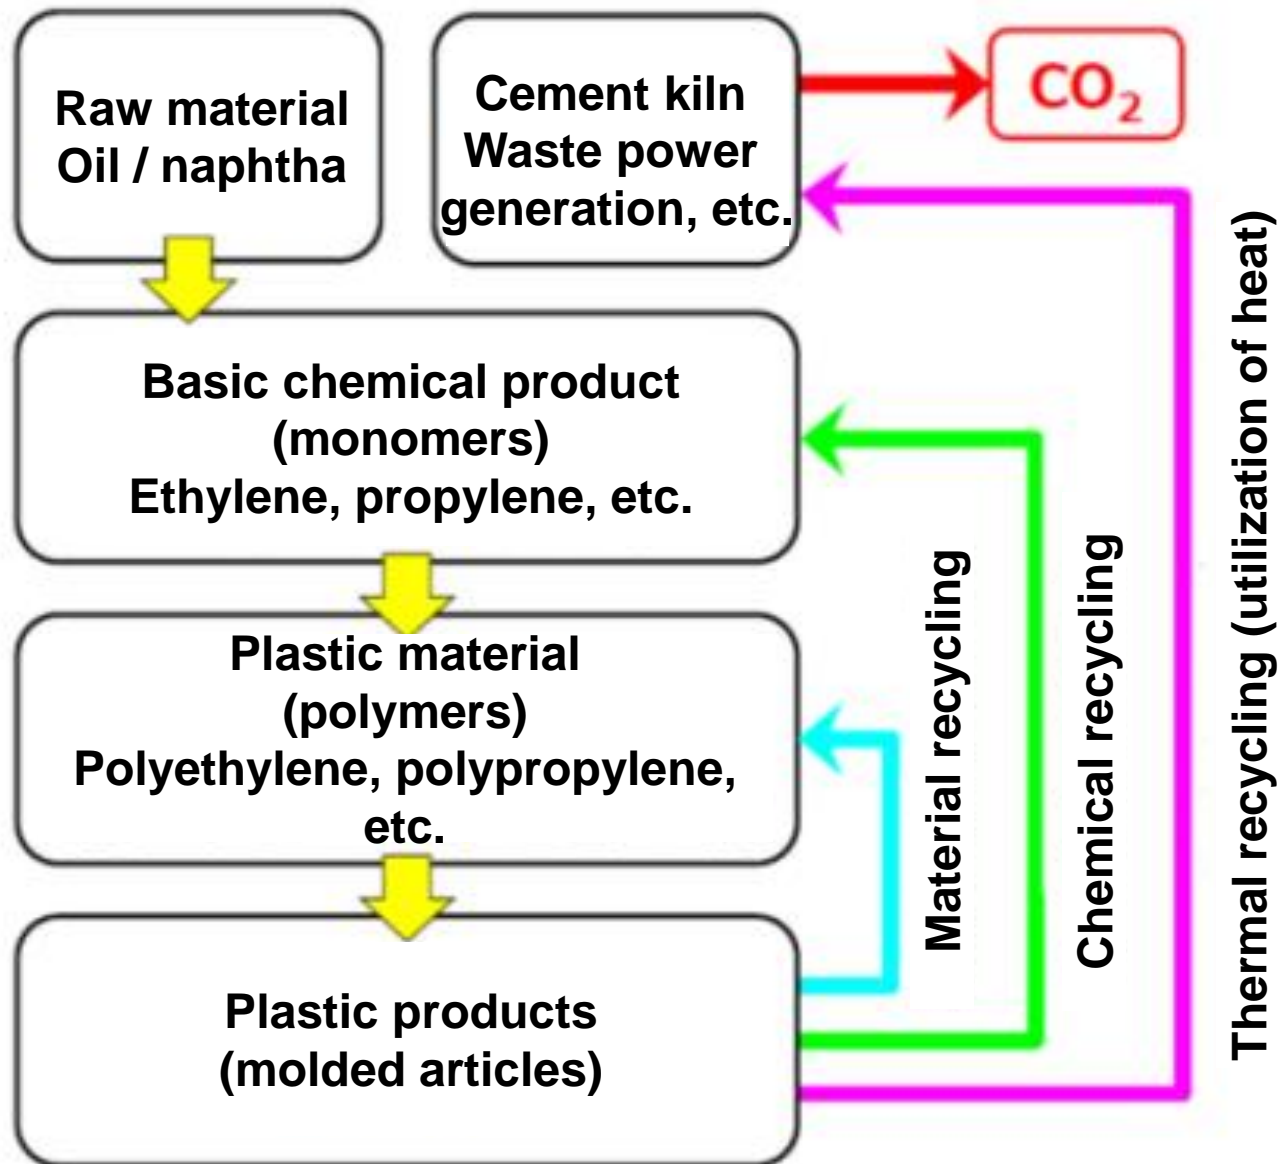 Raw material
Oil / naphtha
Cement kiln
Waste power
generation, etc.
CO₂
Basic chemical product
(monomers)
Ethylene, propylene, etc.
Plastic material
(polymers)
Polyethylene, polypropylene,
etc.
Plastic products
(molded articles)
Material recycling
Chemical recycling
Thermal recycling (utilization of heat)